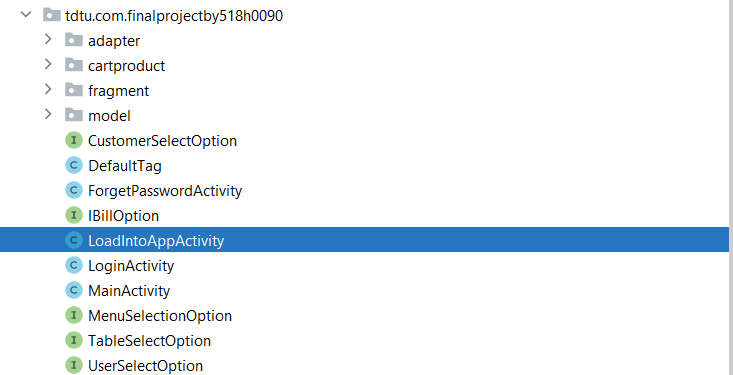 tdtu.com.finalprojectby518h0090
adapter
cartproduct
fragment
model
I CustomerSelectOption
C DefaultTag
C ForgetPasswordActivity
I IBillOption
C LoadIntoAppActivity
C LoginActivity
C MainActivity
I MenuSelectionOption
I TableSelectOption
I UserSelectOption